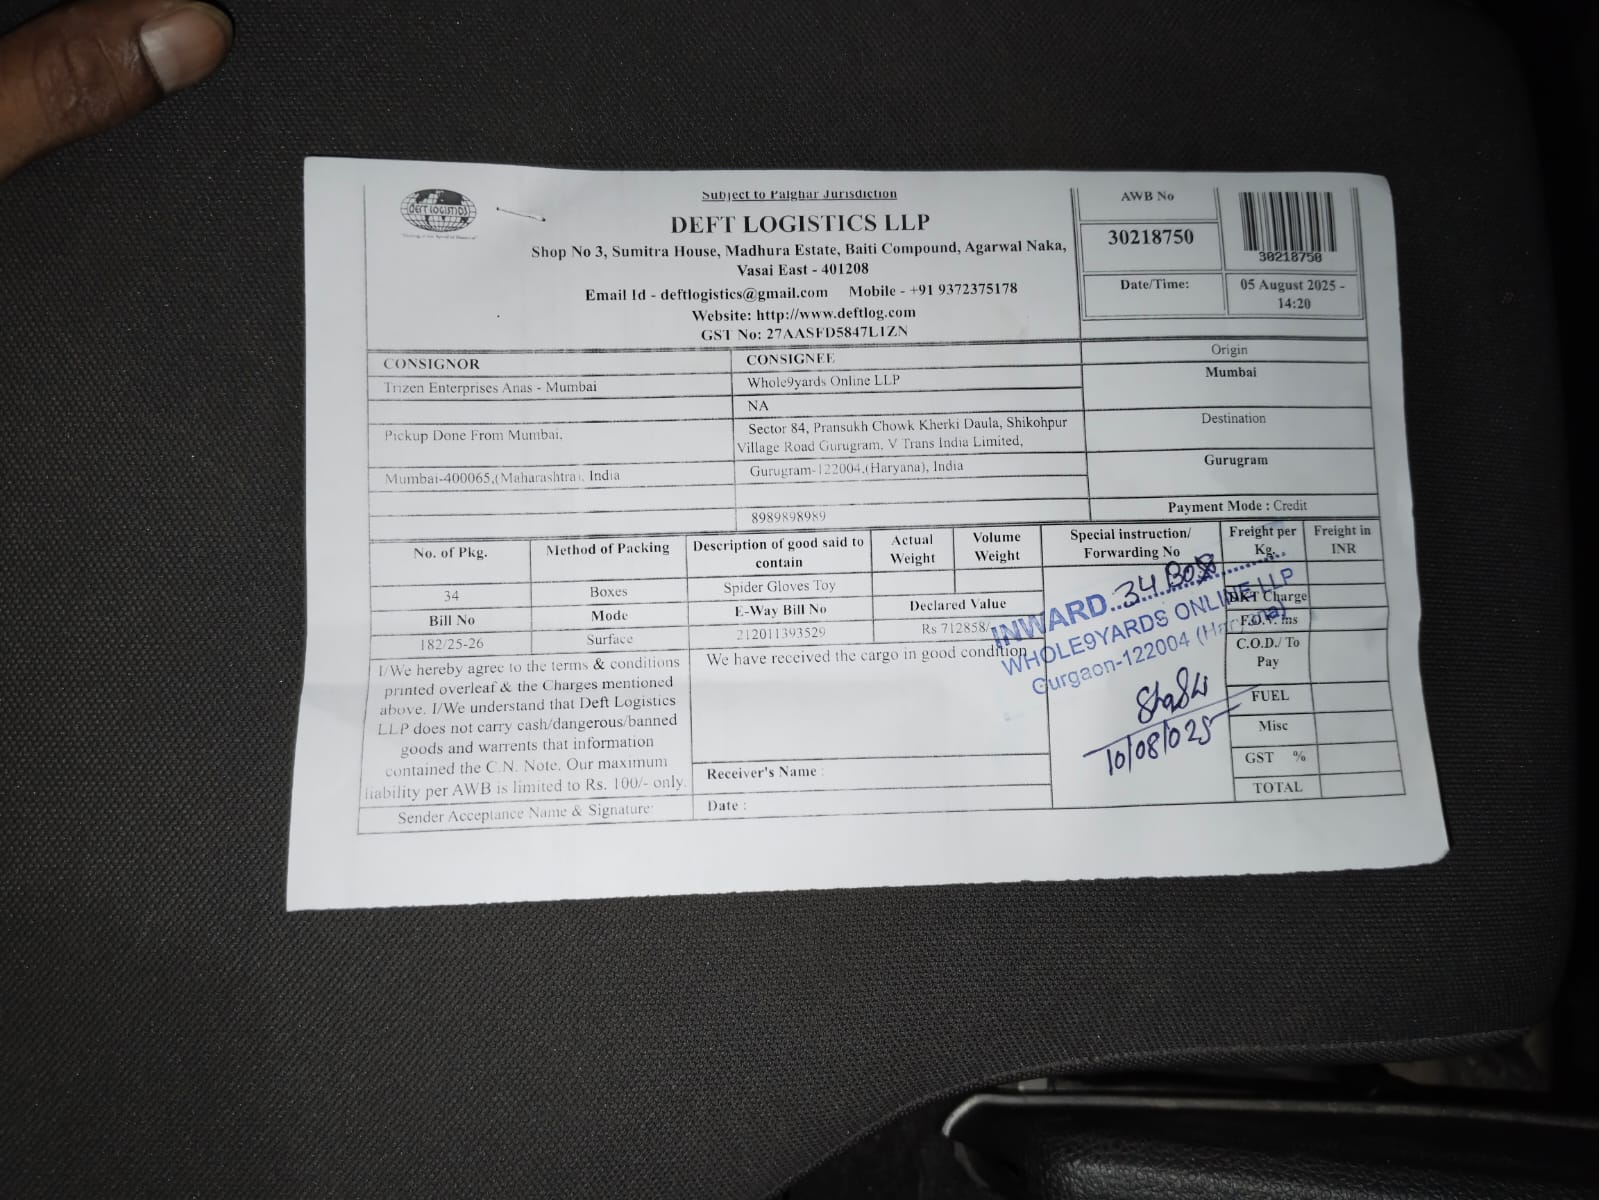 Subject to Palghar Jurisdiction
DEFT LOGISTICS
DEFT LOGISTICS LLP
Shop No 3, Sumitra House, Madhura Estate, Baiti Compound, Agarwal Naka,
Vasai East - 401208
Email Id - deftlogistics@gmail.com Mobile - +91 9372375178
Website: http://www.deftlog.com
GST No: 27AASFD5847L1ZN
AWB No
30218750
30218750
Date/Time:
05 August 2025 -
14:20
CONSIGNOR
Trizen Enterprises Anas - Mumbai
Pickup Done From Mumbai,
Mumbai-400065,(Maharashtra), India
CONSIGNEE
Whole9yards Online LLP
NA
Sector 84, Pransukh Chowk Kherki Daula, Shikohpur
Village Road Gurugram, V Trans India Limited,
Gurugram-122004,(Haryana), India
8989898989
Origin
Mumbai
Destination
Gurugram
Payment Mode : Credit
No. of Pkg. Method of Packing Description of good said to contain Actual Weight Volume Weight Special instruction/ Forwarding No Freight per Kg. Freight in INR
34 Boxes Spider Gloves Toy
Bill No Mode E-Way Bill No Declared Value
182/25-26 Surface 212011393529 Rs 712858/-
I/We hereby agree to the terms & conditions
printed overleaf & the Charges mentioned
above. I/We understand that Deft Logistics
LLP does not carry cash/dangerous/banned
goods and warrents that information
contained the C.N. Note. Our maximum
liability per AWB is limited to Rs. 100/- only.
Sender Acceptance Name & Signature:
We have received the cargo in good condition
Receiver's Name :
Date :
INWARD 34 Box
WHOLE9YARDS ONLINE LLP
Gurgaon-122004 (Haryana)
10/08/025
DKT Charge
F.O.V. Ins
C.O.D./ To
Pay
FUEL
Misc
GST %
TOTAL